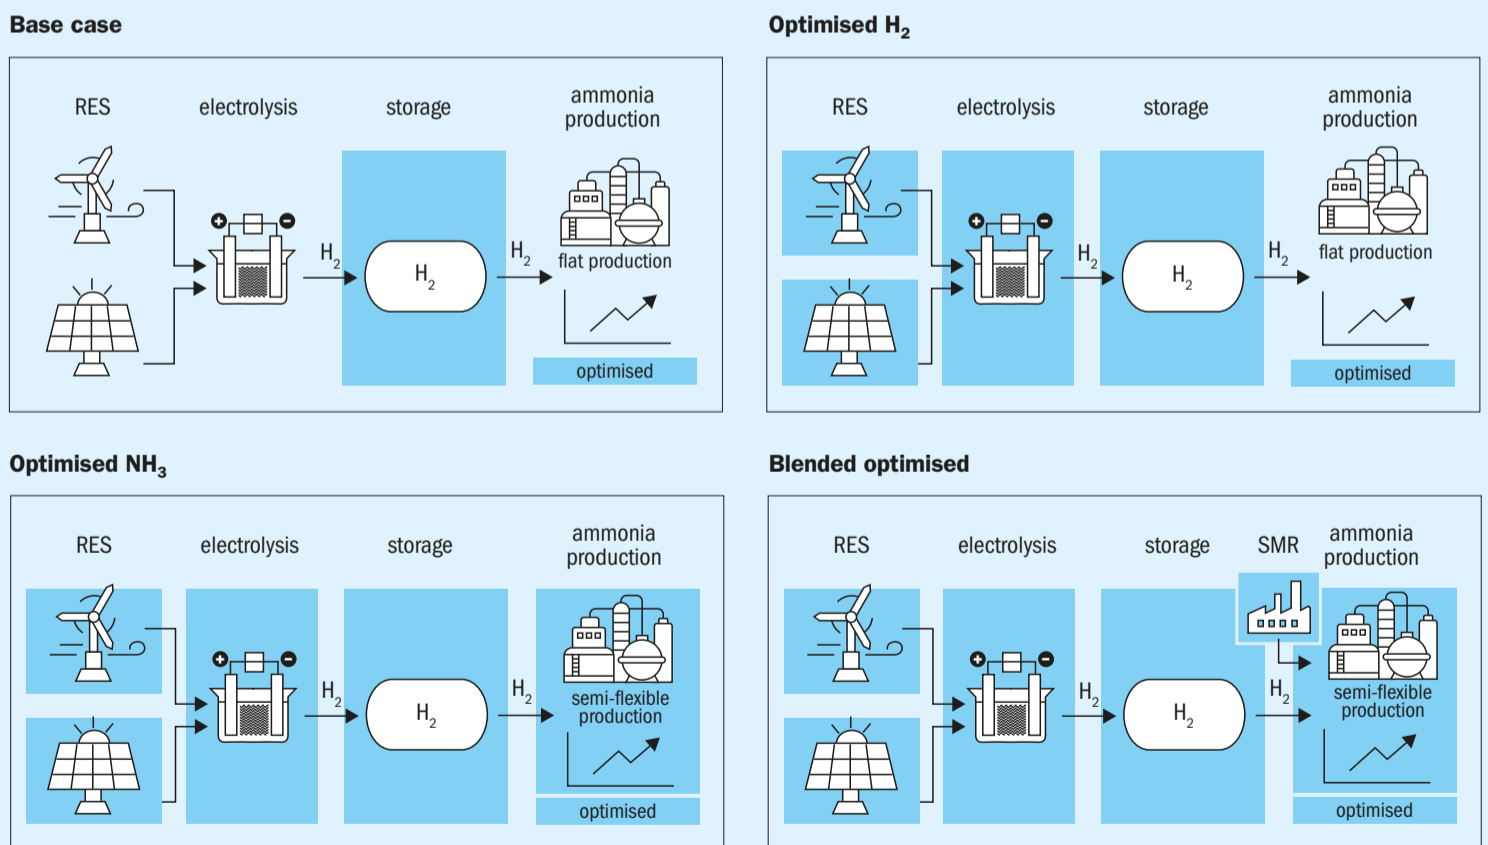 Base case
RES
electrolysis
storage
ammonia
production
H2
H2
H2
flat production
optimised
Optimised H2
RES
electrolysis
storage
ammonia
production
H2
H2
H2
flat production
optimised
Optimised NH3
RES
electrolysis
storage
ammonia
production
H2
H2
H2
semi-flexible
production
optimised
Blended optimised
RES
electrolysis
storage
SMR
ammonia
production
H2
H2
H2
semi-flexible
production
optimised